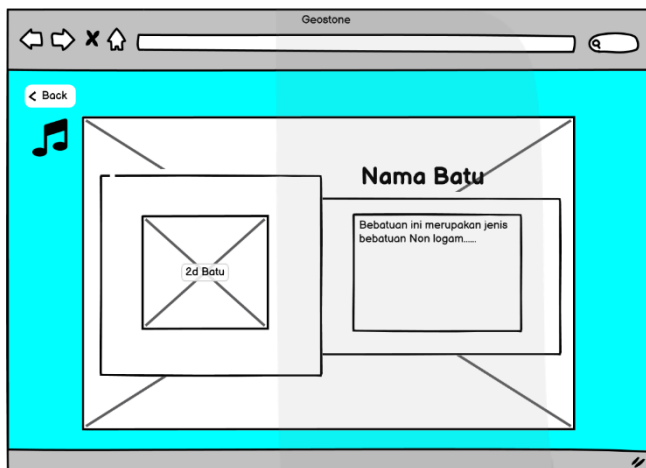 Geostone
Back
Nama Batu
Bebatuan ini merupakan jenis
bebatuan Non logam......
2d Batu